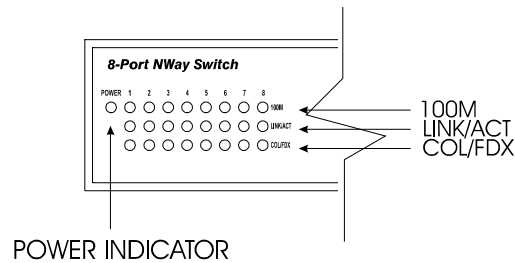 8-Port NWay Switch
POWER 1 2 3 4 5 6 7 8
100M
LINK/ACT
COL/FDX
100M
LINK/ACT
COL/FDX
POWER INDICATOR